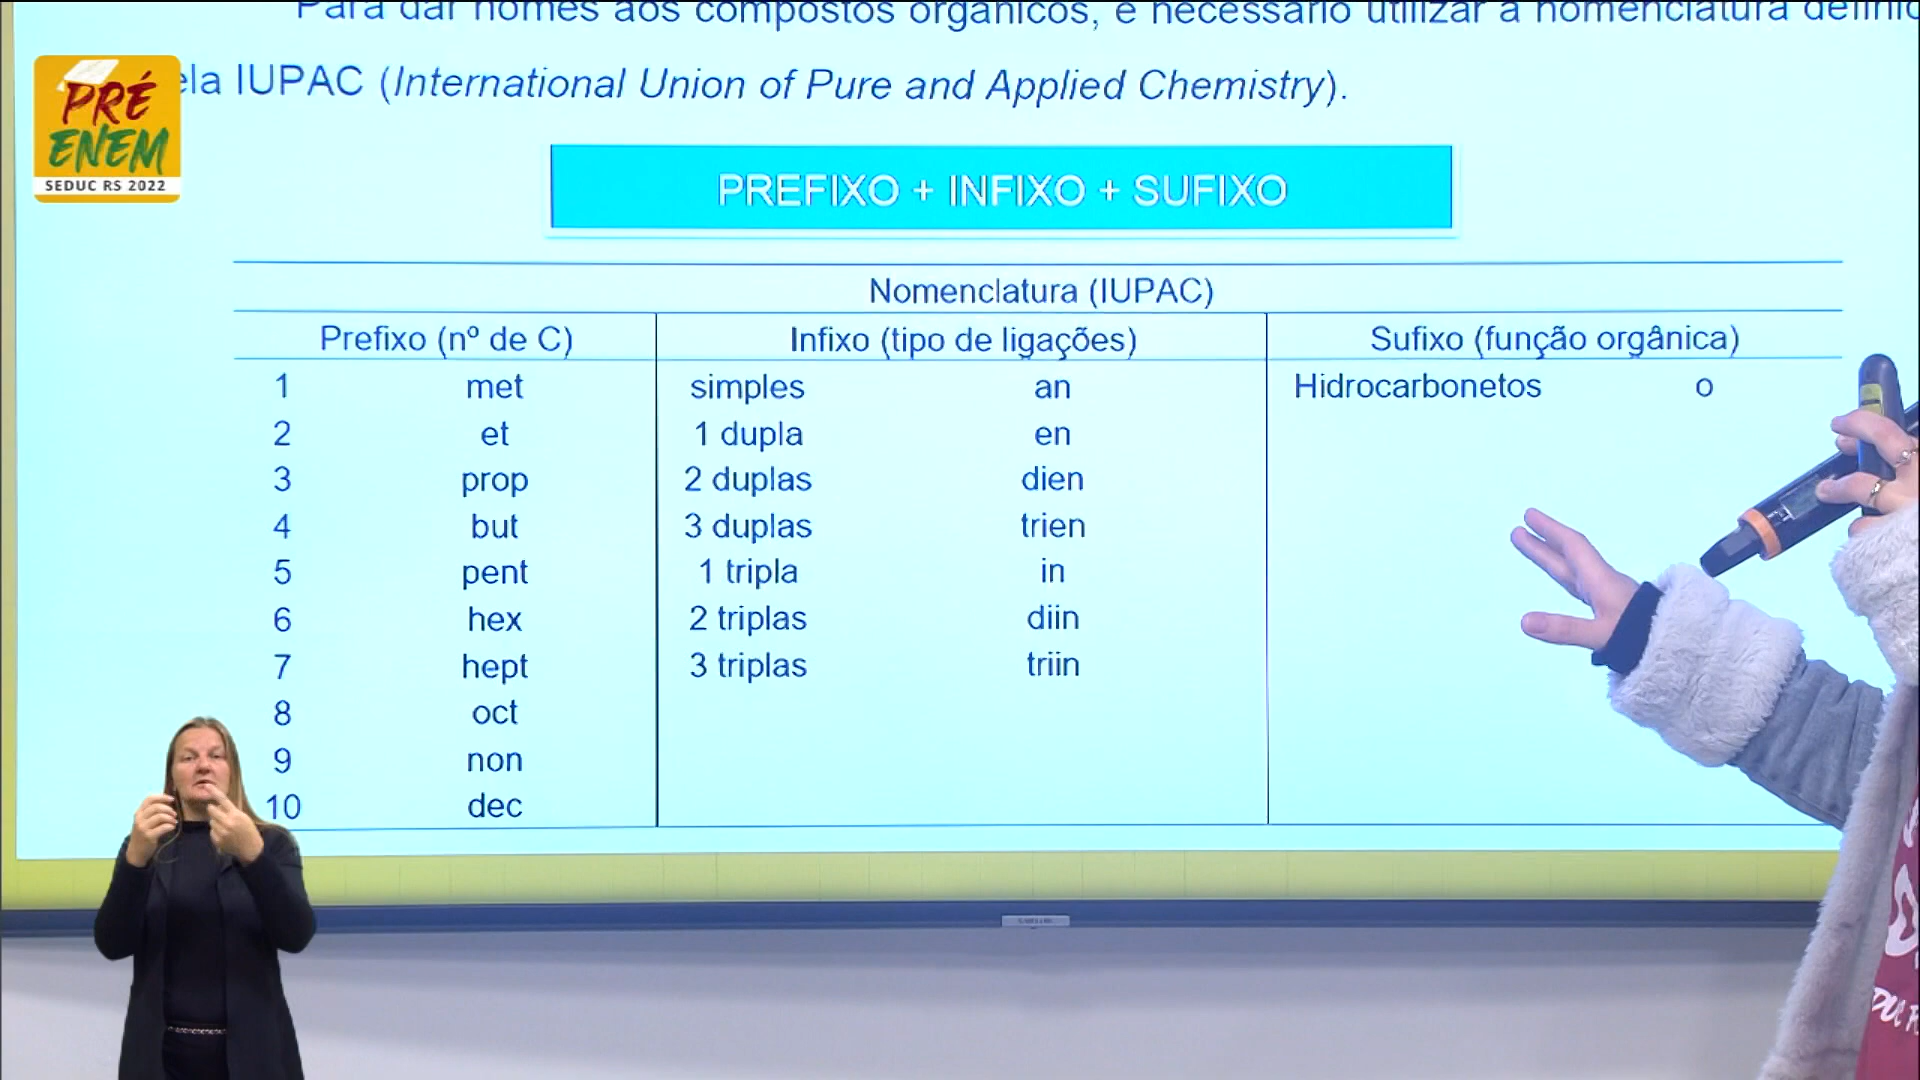 Para dar nomes aos compostos orgânicos, é necessário utilizar a
ela IUPAC (International Union of Pure and Applied Chemistry).
PRÉ
ENEM
SEDUC RS 2022
PREFIXO + INFIXO + SUFIXO
Nomenclatura (IUPAC)
Prefixo (nº de C) Infixo (tipo de ligações) Sufixo (função orgânica)
1 met simples an Hidrocarbonetos o
2 et 1 dupla en
3 prop 2 duplas dien
4 but 3 duplas trien
5 pent 1 tripla in
6 hex 2 triplas diin
7 hept 3 triplas triin
8 oct
9 non
10 dec